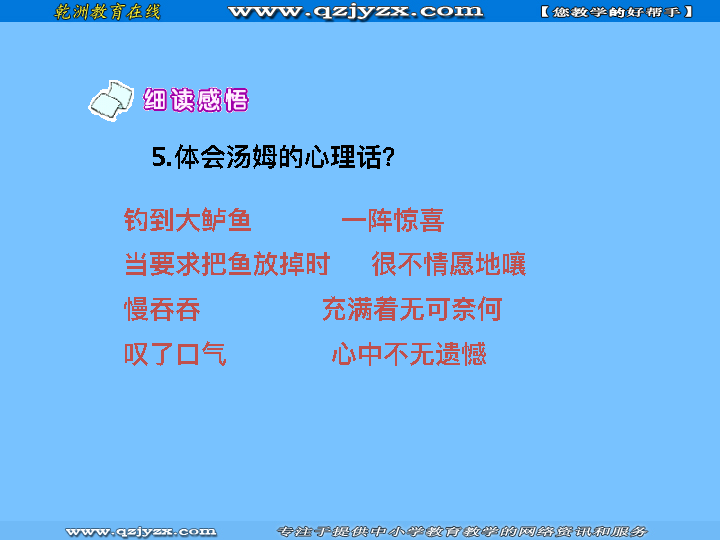 乾洲教育在线 www.qzjyzx.com 【您教学的好帮手】
细读感悟
5.体会汤姆的心理话?
钓到大鲈鱼 一阵惊喜
当要求把鱼放掉时 很不情愿地嚷
慢吞吞 充满着无可奈何
叹了口气 心中不无遗憾
www.qzjyzx.com 专注于提供中小学教育教学的网络资讯和服务